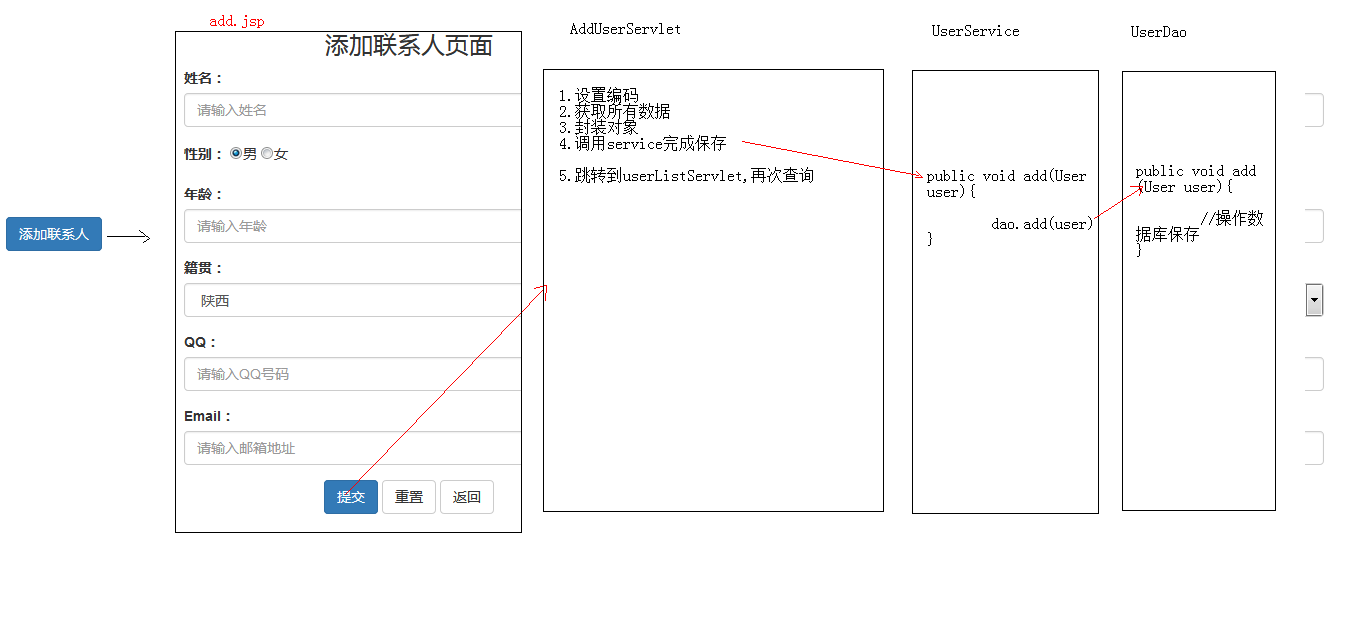 添加联系人
add.jsp
添加联系人页面
姓名：
请输入姓名
性别： 男 女
年龄：
请输入年龄
籍贯：
陕西
QQ：
请输入QQ号码
Email：
请输入邮箱地址
提交 重置 返回
AddUserServlet
1.设置编码
2.获取所有数据
3.封装对象
4.调用service完成保存
5.跳转到userListServlet,再次查询
UserService
public void add(User
user){
dao.add(user)
}
UserDao
public void add
(User user){
//操作数
据库保存
}